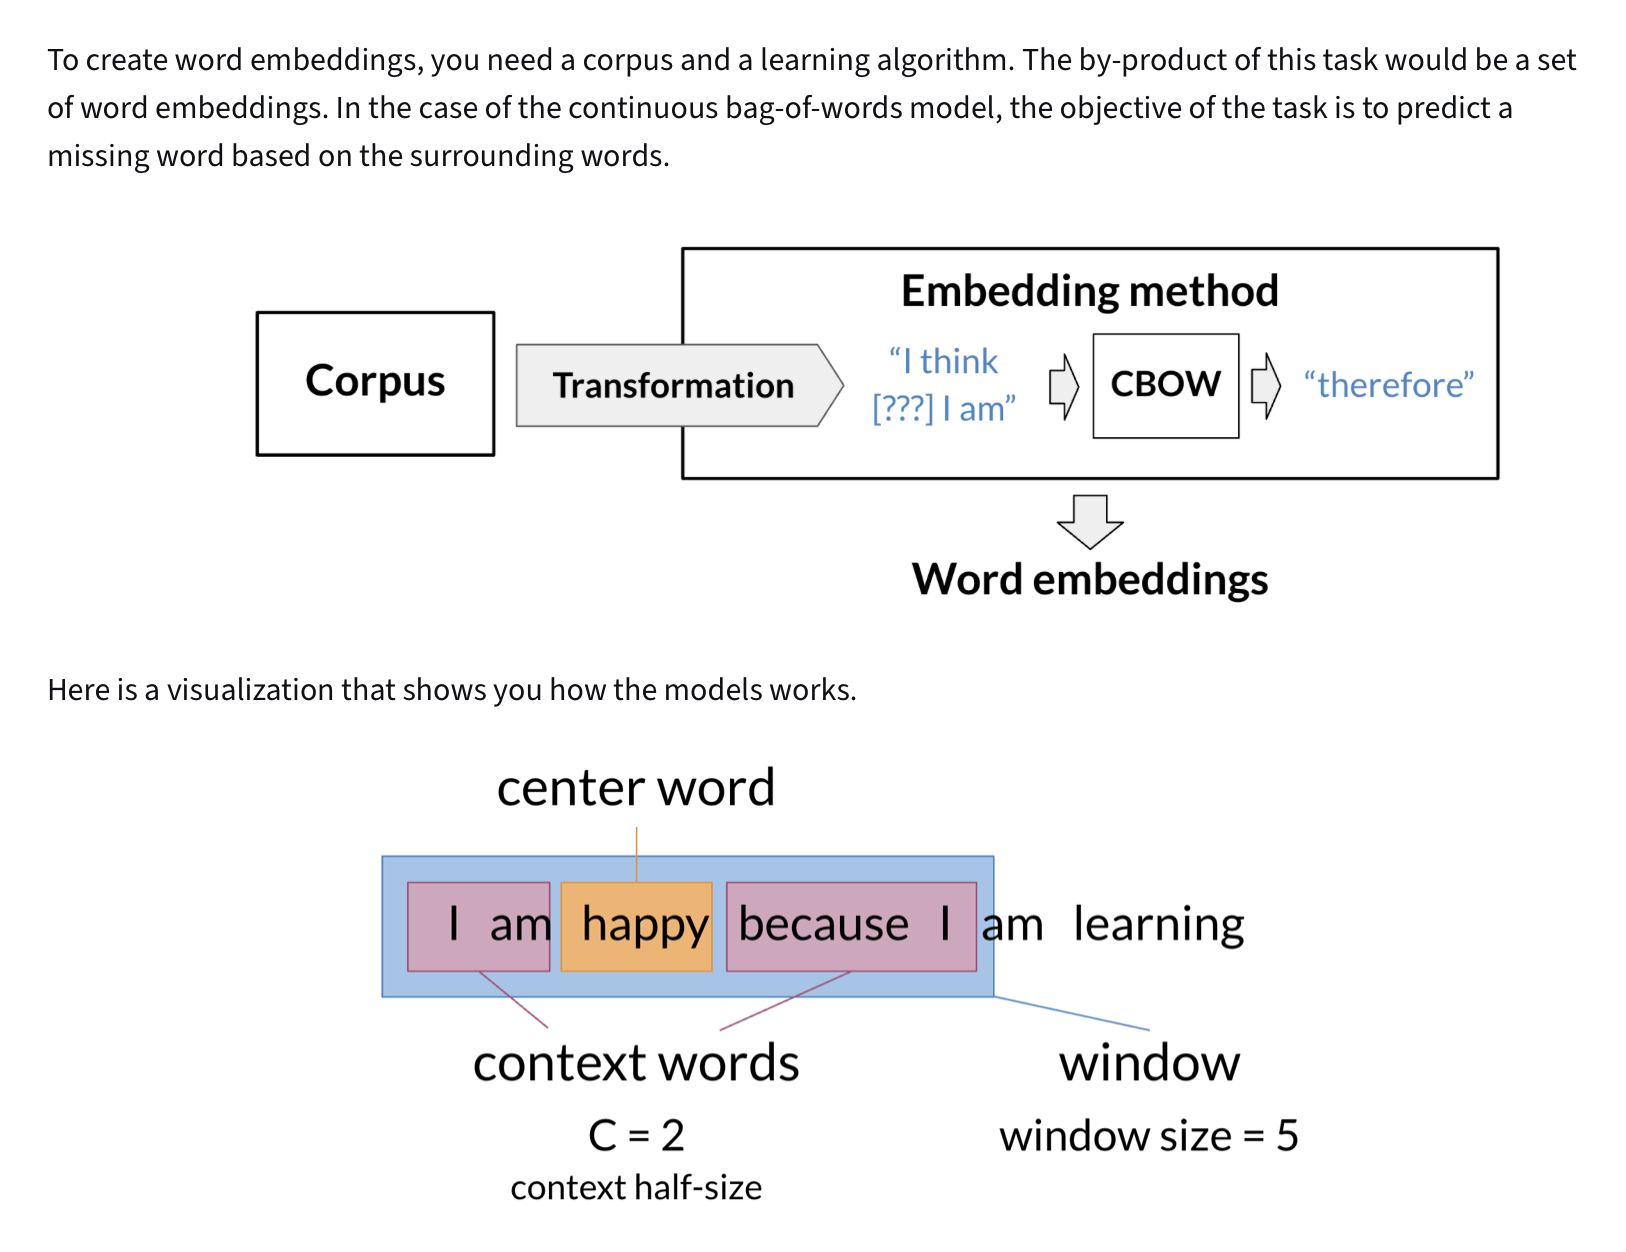 To create word embeddings, you need a corpus and a learning algorithm. The by-product of this task would be a set
of word embeddings. In the case of the continuous bag-of-words model, the objective of the task is to predict a
missing word based on the surrounding words.
Embedding method
Corpus
Transformation
“I think
[???] I am”
CBOW
“therefore”
Word embeddings
Here is a visualization that shows you how the models works.
center word
I am happy because I am learning
context words
window
C = 2
window size = 5
context half-size